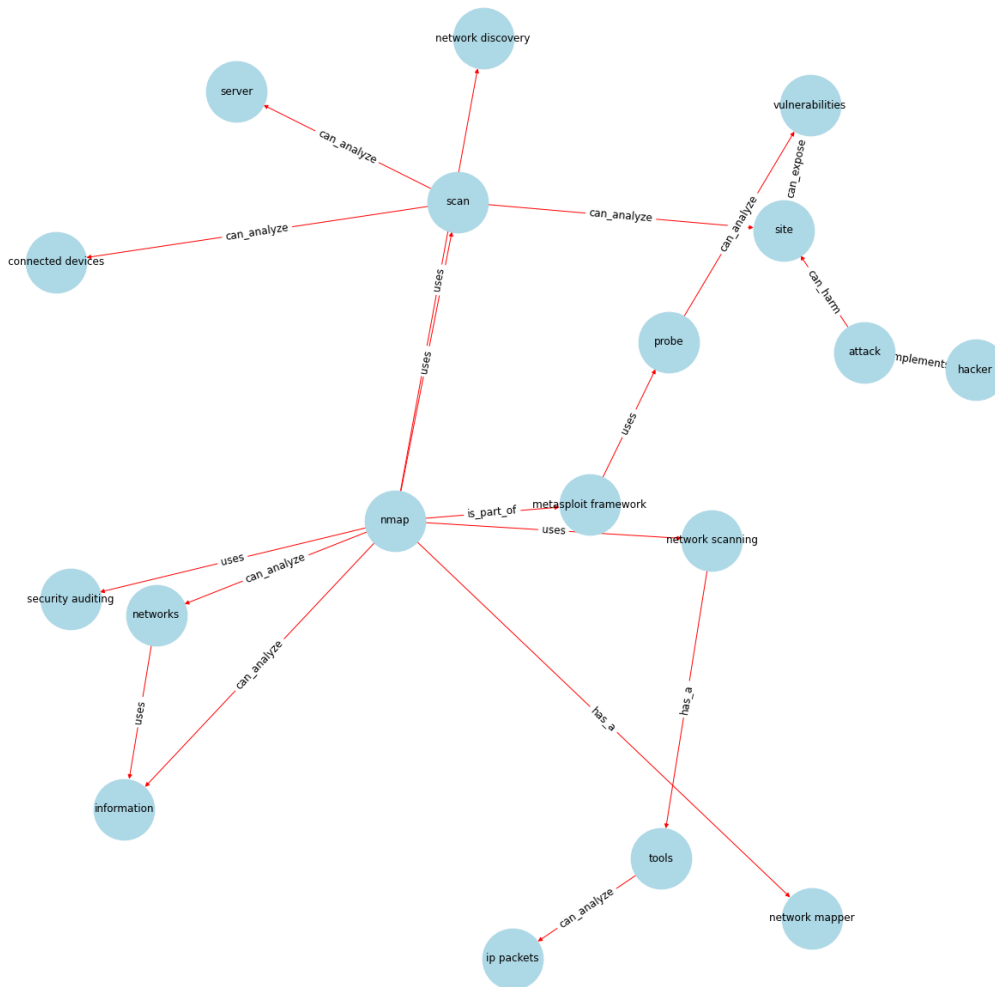 network discovery
server
vulnerabilities
can_analyze
can_expose
scan
can_analyze
site
can_analyze
can_analyze
connected devices
uses
can_harm
probe
attack
mplements
hacker
uses
uses
metasploit framework
is_part_of
nmap
uses
network scanning
uses
can_analyze
security auditing
networks
can_analyze
has_a
uses
has_a
information
tools
can_analyze
network mapper
ip packets